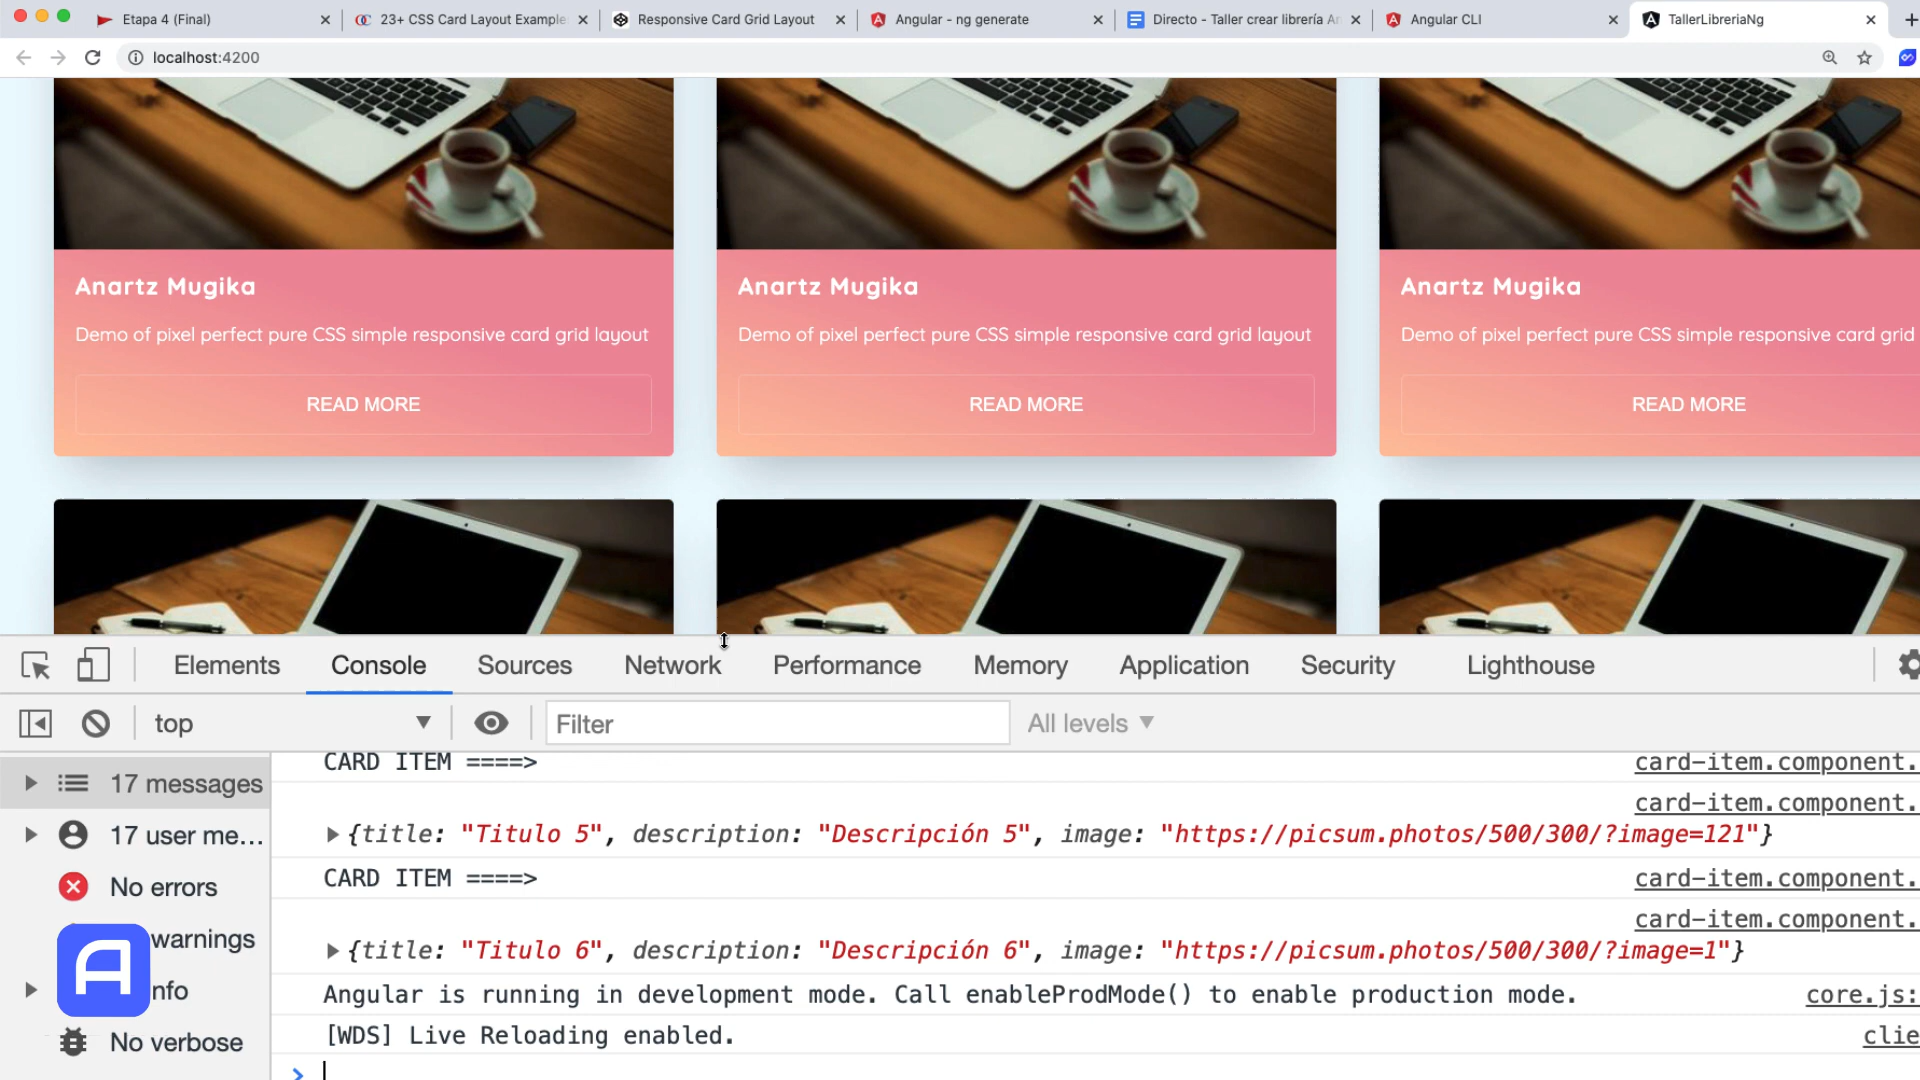 Etapa 4 (Final)
23+ CSS Card Layout Example
Responsive Card Grid Layout
Angular - ng generate
Directo - Taller crear librería An
Angular CLI
TallerLibreriaNg
localhost:4200
Anartz Mugika
Anartz Mugika
Anartz Mugika
Demo of pixel perfect pure CSS simple responsive card grid layout
Demo of pixel perfect pure CSS simple responsive card grid layout
Demo of pixel perfect pure CSS simple responsive card grid
READ MORE
READ MORE
READ MORE
Elements Console Sources Network Performance Memory Application Security Lighthouse
top
Filter
All levels
17 messages
17 user me…
No errors
warnings
nfo
No verbose
CARD ITEM ====> card-item.component.
card-item.component.
{title: "Titulo 5", description: "Descripción 5", image: "https://picsum.photos/500/300/?image=121"}
CARD ITEM ====> card-item.component.
card-item.component.
{title: "Titulo 6", description: "Descripción 6", image: "https://picsum.photos/500/300/?image=1"}
Angular is running in development mode. Call enableProdMode() to enable production mode. core.js:
[WDS] Live Reloading enabled. clie